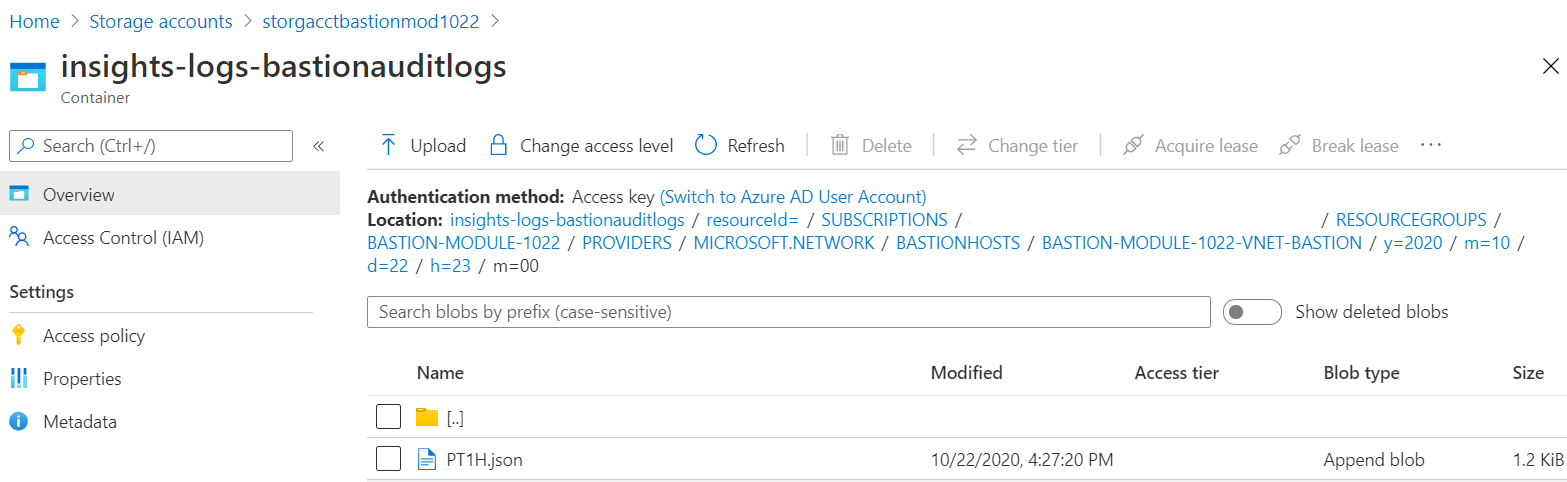 Home > Storage accounts > storgacctbastionmod1022 >
insights-logs-bastionauditlogs
Container
Search (Ctrl+/) «
Overview
Access Control (IAM)
Settings
Access policy
Properties
Metadata
Upload Change access level Refresh Delete Change tier Acquire lease Break lease ...
Authentication method: Access key (Switch to Azure AD User Account)
Location: insights-logs-bastionauditlogs / resourceId= / SUBSCRIPTIONS / / RESOURCEGROUPS /
BASTION-MODULE-1022 / PROVIDERS / MICROSOFT.NETWORK / BASTIONHOSTS / BASTION-MODULE-1022-VNET-BASTION / y=2020 / m=10 /
d=22 / h=23 / m=00
Search blobs by prefix (case-sensitive) Show deleted blobs
Name Modified Access tier Blob type Size
[..]
PT1H.json 10/22/2020, 4:27:20 PM Append blob 1.2 KiB